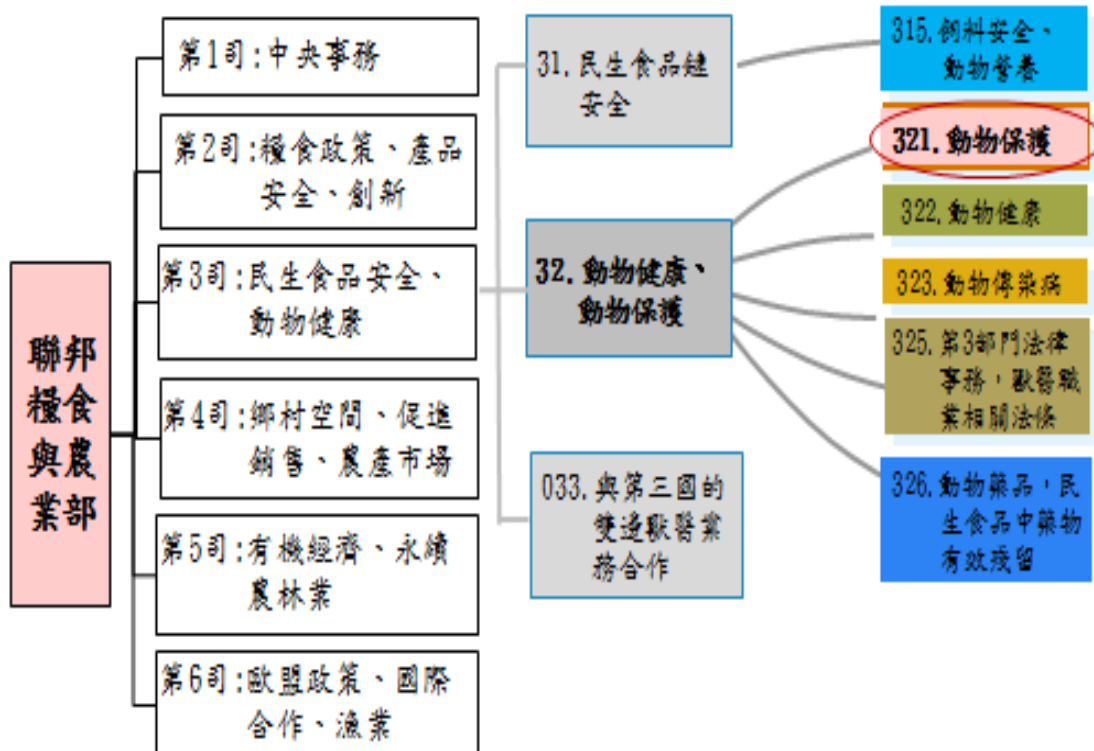 聯邦
糧食
與農
業部
第1司:中央事務
第2司:糧食政策、產品
安全、創新
第3司:民生食品安全、
動物健康
第4司:鄉村空間、促進
銷售、農產市場
第5司:有機經濟、永續
農林業
第6司:歐盟政策、國際
合作、漁業
31.民生食品鏈
安全
32.動物健康、
動物保護
033.與第三國的
雙邊獸醫業
務合作
315.飼料安全、
動物營養
321.動物保護
322.動物健康
323.動物傳染病
325.第3部門法律
事務，獸醫職
業相關法條
326.動物藥品，民
生食品中藥物
有效殘留